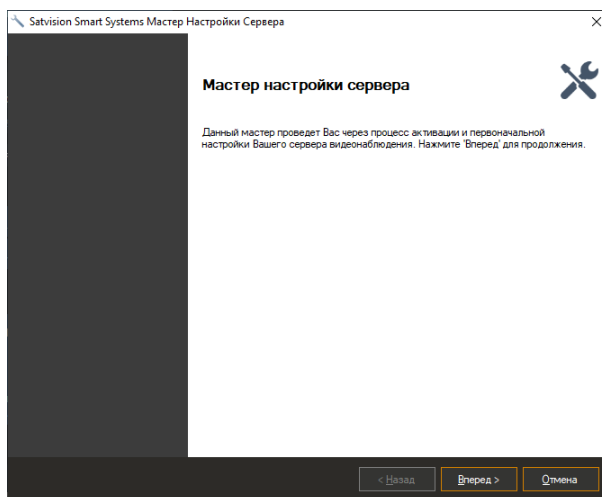 Satvision Smart Systems Мастер Настройки Сервера
Мастер настройки сервера
Данный мастер проведет Вас через процесс активации и первоначальной
настройки Вашего сервера видеонаблюдения. Нажмите 'Вперед' для продолжения.
< Назад
Вперед >
Отмена